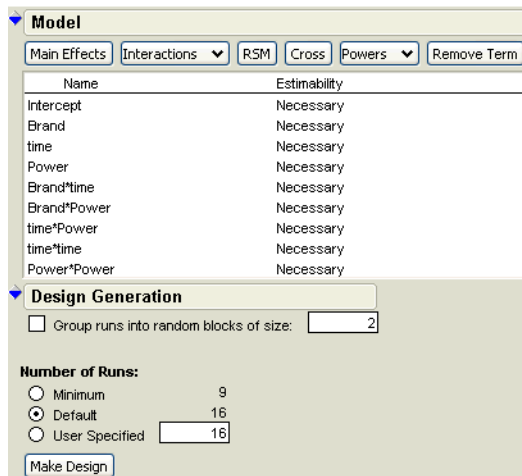 Model
Main Effects Interactions RSM Cross Powers Remove Term
Name Estimability
Intercept Necessary
Brand Necessary
time Necessary
Power Necessary
Brand*time Necessary
Brand*Power Necessary
time*Power Necessary
time*time Necessary
Power*Power Necessary
Design Generation
Group runs into random blocks of size: 2
Number of Runs:
Minimum 9
Default 16
User Specified 16
Make Design